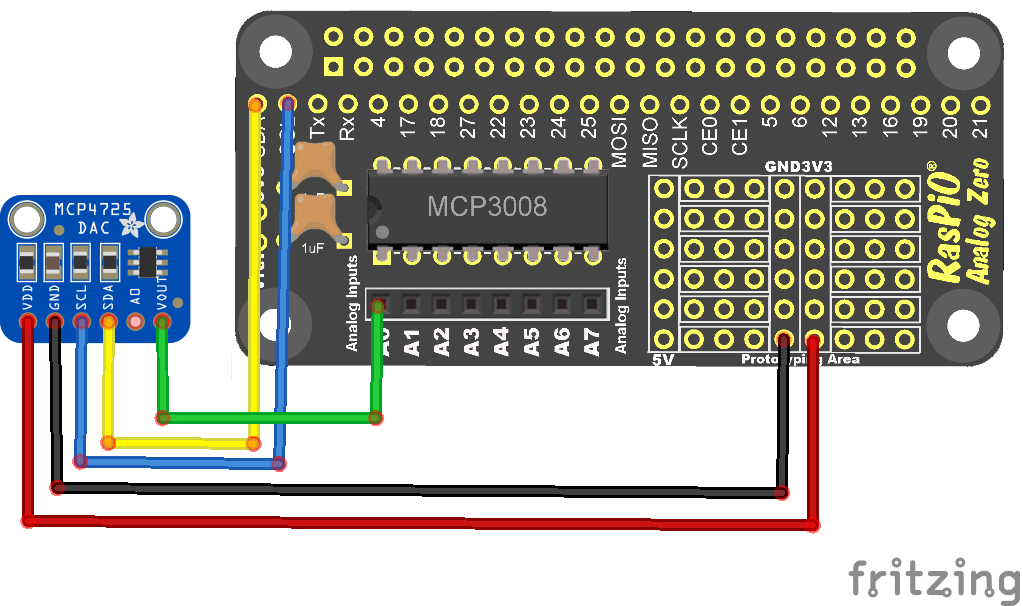 Tx
Rx
4
17
18
27
22
23
24
25
MOSI
MISO
SCLK
CE0
CE1
5
6
12
13
16
19
20
21
GND3V3
MCP4725
DAC
VDD
GND
SCL
SDA
A0
VOUT
1uF
MCP3008
RasPiO®
Analog Zero
Analog Inputs
A0
A1
A2
A3
A4
A5
A6
A7
Analog Inputs
5V
Prototyping Area
fritzing